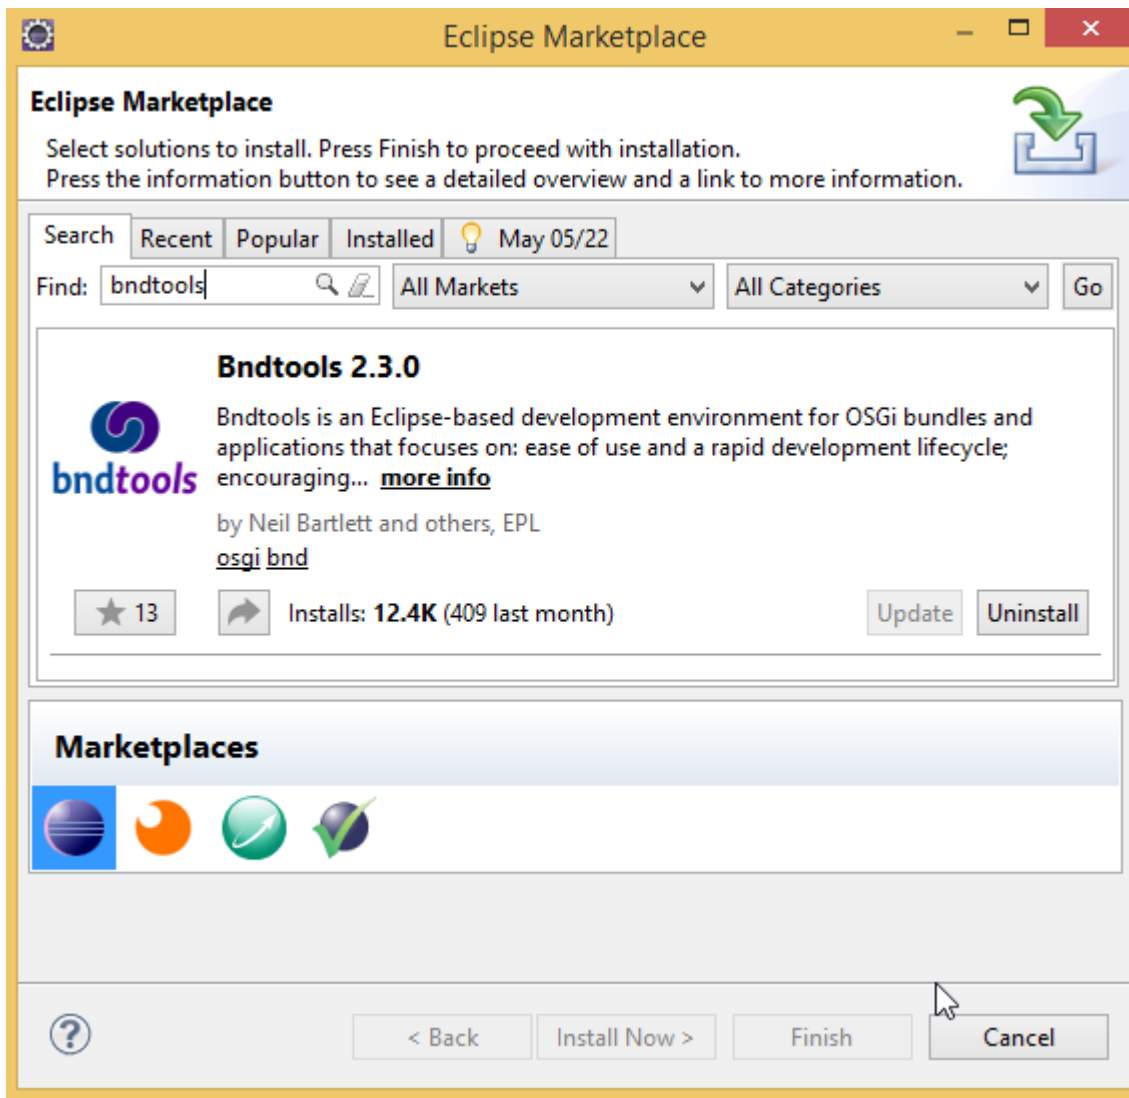 Eclipse Marketplace
Eclipse Marketplace
Select solutions to install. Press Finish to proceed with installation.
Press the information button to see a detailed overview and a link to more information.
Search Recent Popular Installed May 05/22
Find: bndtools All Markets All Categories Go
Bndtools 2.3.0
Bndtools is an Eclipse-based development environment for OSGi bundles and
applications that focuses on: ease of use and a rapid development lifecycle;
encouraging... more info
bndtools
by Neil Bartlett and others, EPL
osgi bnd
13 Installs: 12.4K (409 last month) Update Uninstall
Marketplaces
? < Back Install Now > Finish Cancel